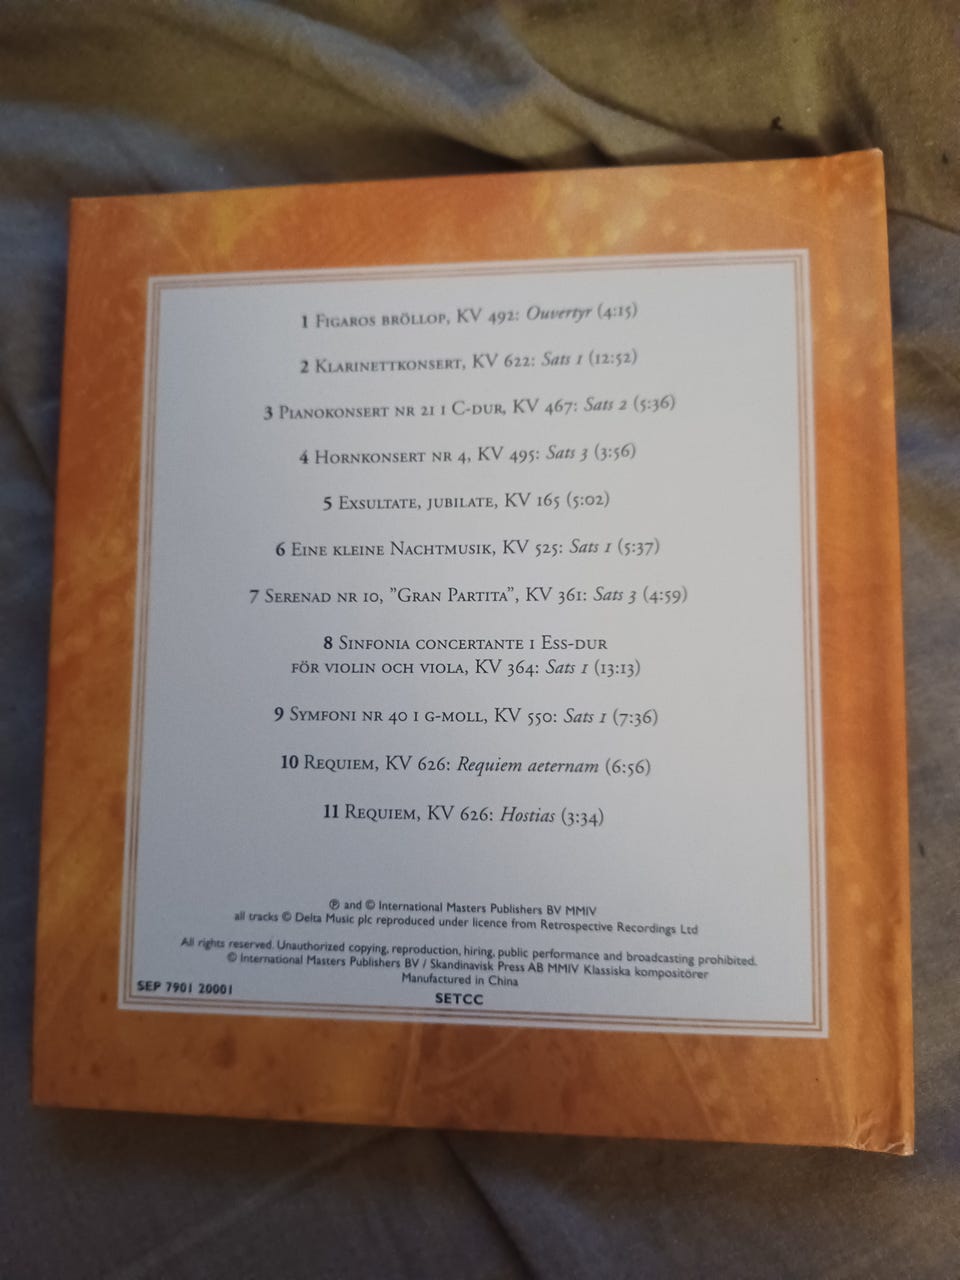 1 Figaros bröllop, KV 492: Ouvertyr (4:15)
2 Klarinettkonsert, KV 622: Sats 1 (12:52)
3 Pianokonsert nr 21 i C-dur, KV 467: Sats 2 (5:36)
4 Hornkonsert nr 4, KV 495: Sats 3 (3:56)
5 Exsultate, jubilate, KV 165 (5:02)
6 Eine kleine Nachtmusik, KV 525: Sats 1 (5:37)
7 Serenad nr 10, ”Gran Partita”, KV 361: Sats 3 (4:59)
8 Sinfonia concertante i Ess-dur
för violin och viola, KV 364: Sats 1 (13:13)
9 Symfoni nr 40 i g-moll, KV 550: Sats 1 (7:36)
10 Requiem, KV 626: Requiem aeternam (6:56)
11 Requiem, KV 626: Hostias (3:34)
℗ and © International Masters Publishers BV MMIV
all tracks © Delta Music plc reproduced under licence from Retrospective Recordings Ltd
All rights reserved. Unauthorized copying, reproduction, hiring, public performance and broadcasting prohibited.
© International Masters Publishers BV / Skandinavisk Press AB MMIV Klassiska kompositörer
Manufactured in China
SEP 7901 20001
SETCC